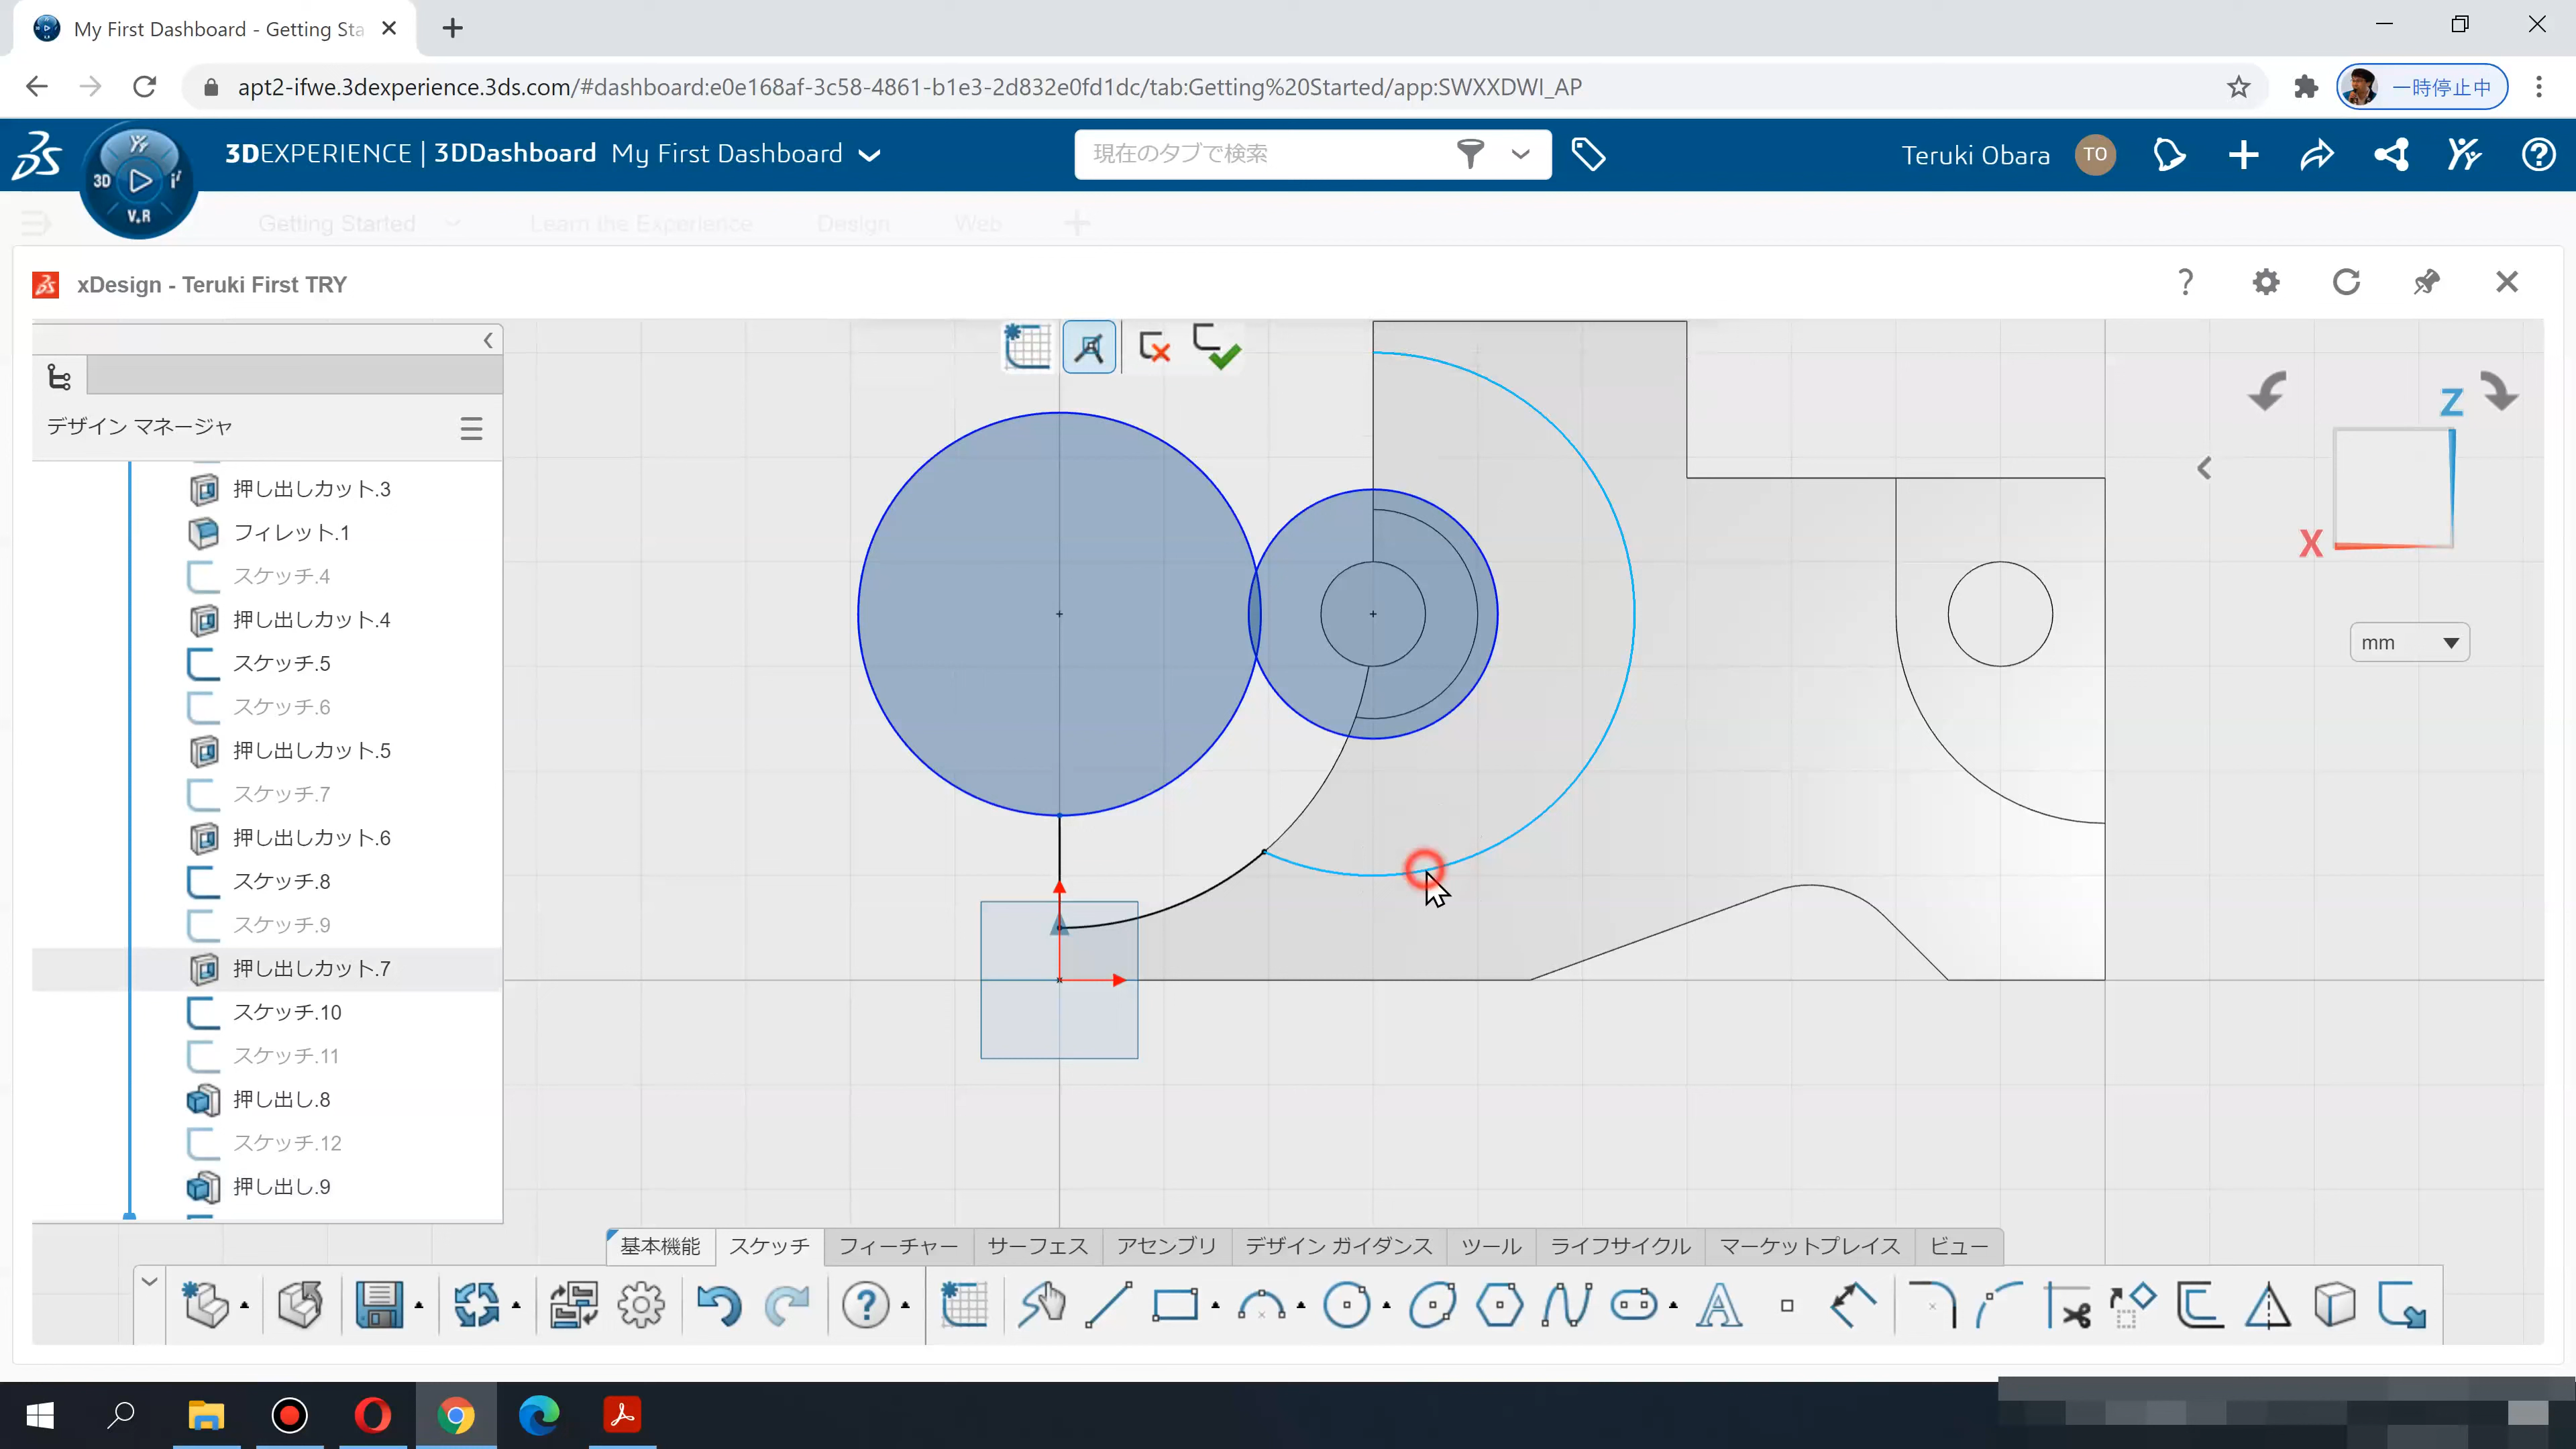 My First Dashboard - Getting Sta
apt2-ifwe.3dexperience.3ds.com/#dashboard:e0e168af-3c58-4861-b1e3-2d832e0fd1dc/tab:Getting%20Started/app:SWXXDWI_AP
一時停止中
3DEXPERIENCE | 3DDashboard My First Dashboard
現在のタブで検索
Teruki Obara
TO
3D
V.R
Getting Started
Learn the Experience
Design
Web
xDesign - Teruki First TRY
デザイン マネージャ
押し出しカット.3
フィレット.1
スケッチ.4
押し出しカット.4
スケッチ.5
スケッチ.6
押し出しカット.5
スケッチ.7
押し出しカット.6
スケッチ.8
スケッチ.9
押し出しカット.7
スケッチ.10
スケッチ.11
押し出し.8
スケッチ.12
押し出し.9
Z
X
mm
基本機能
スケッチ
フィーチャー
サーフェス
アセンブリ
デザイン ガイダンス
ツール
ライフサイクル
マーケットプレイス
ビュー